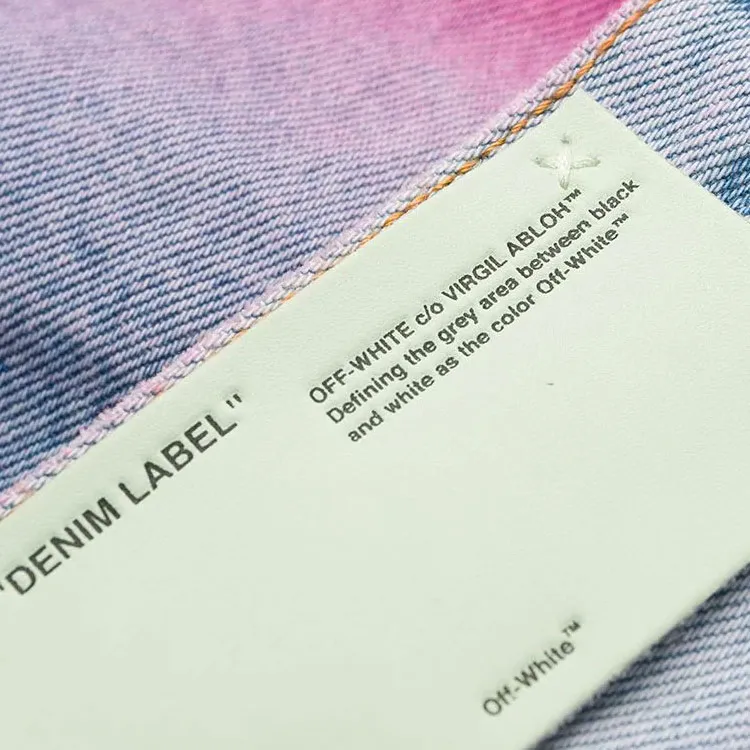 "DENIM LABEL"
OFF-WHITE c/o VIRGIL ABLOH™
Defining the grey area between black
and white as the color Off-White™
Off-White™